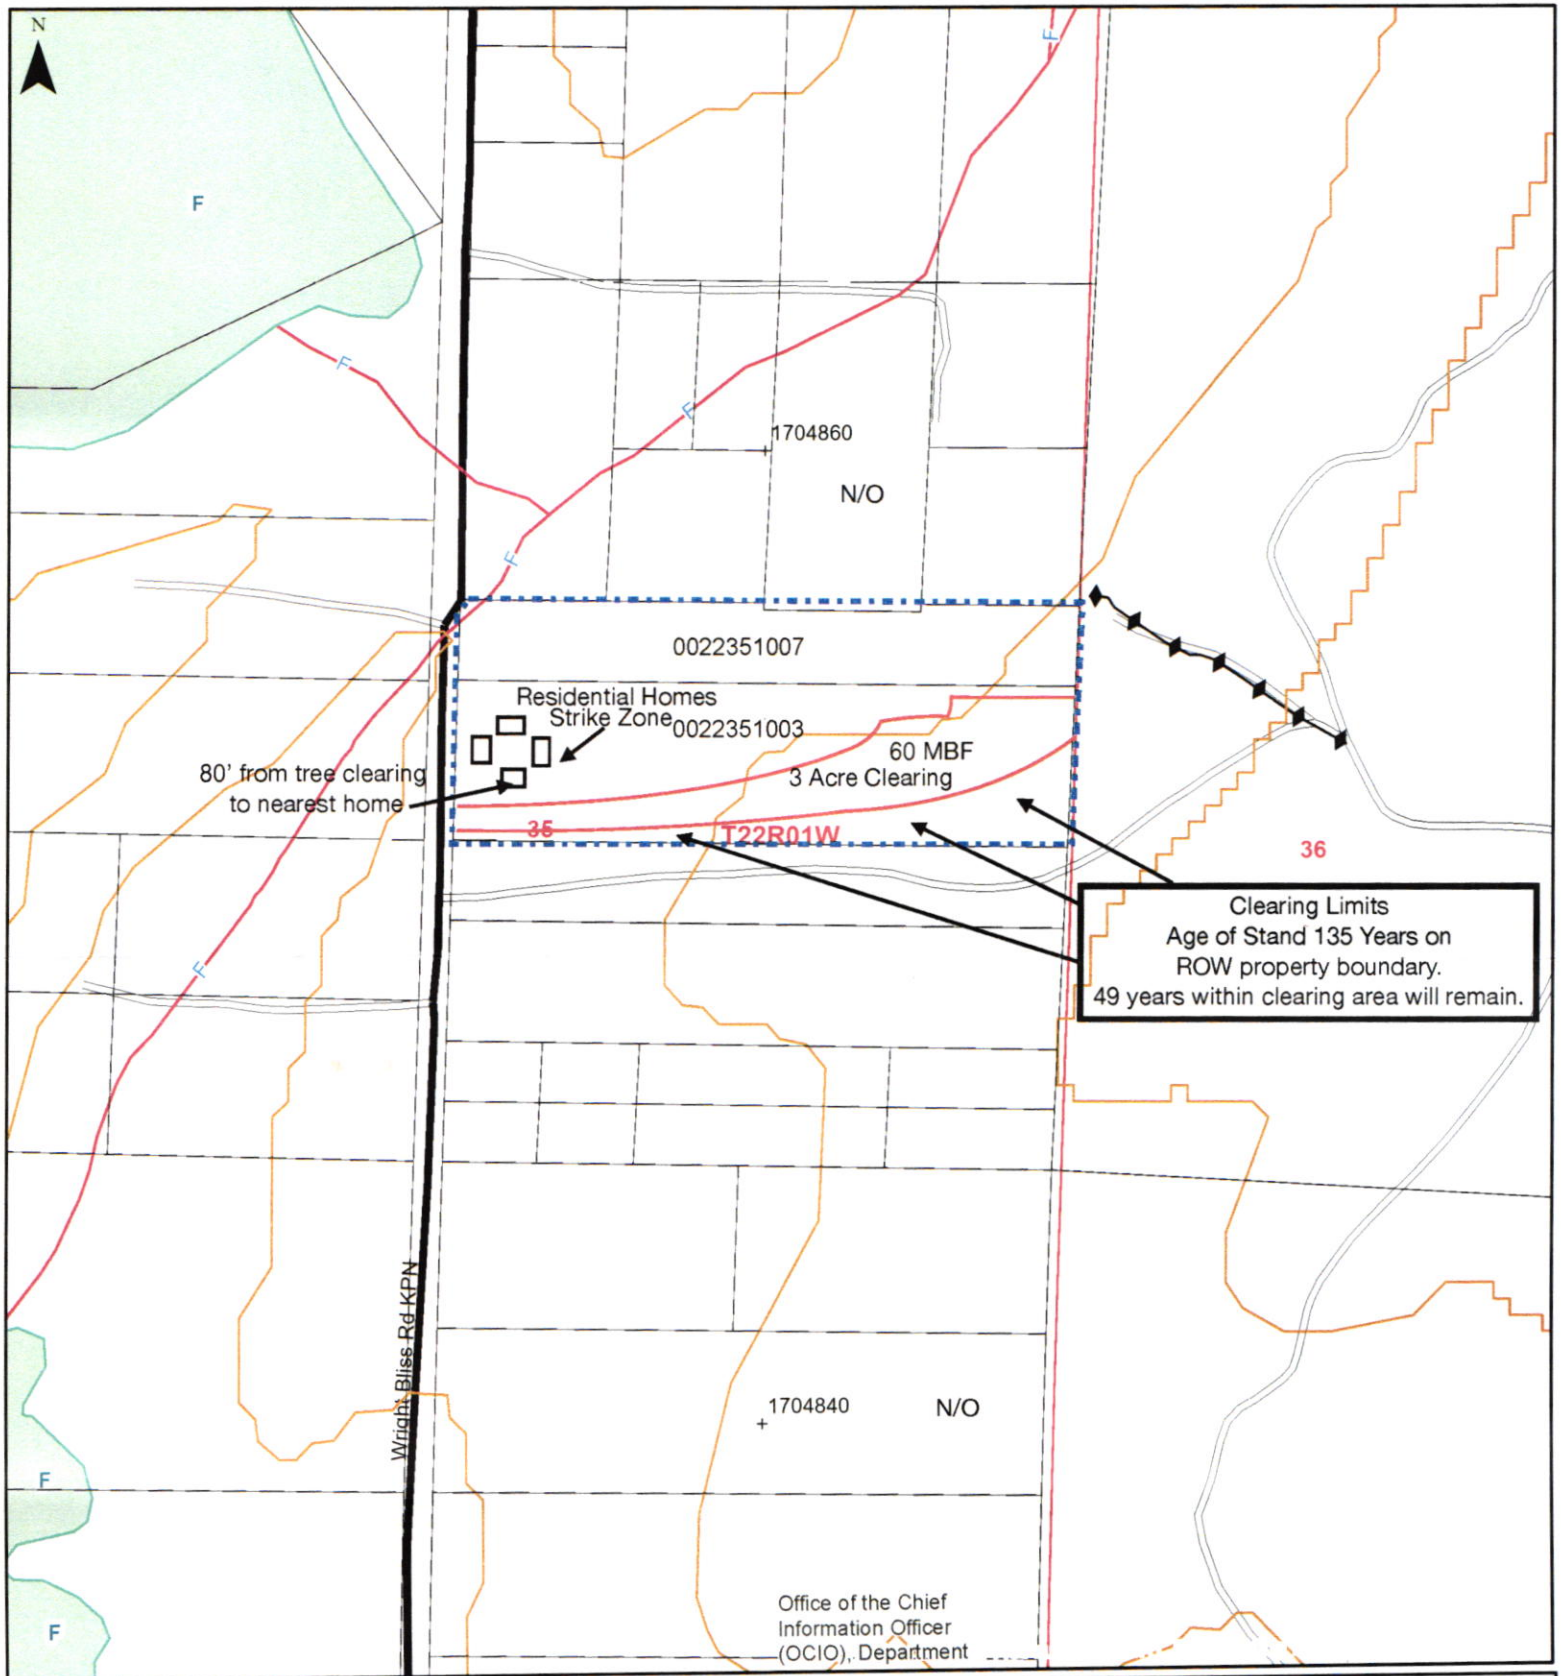 N
F
F
F
F
1704860
N/O
F
0022351007
Residential Homes
Strike Zone
0022351003
80' from tree clearing
to nearest home
60 MBF
3 Acre Clearing
35
T22R01W
36
Clearing Limits
Age of Stand 135 Years on
ROW property boundary.
49 years within clearing area will remain.
F
Wright Bliss Rd KPN
1704840
N/O
F
F
Office of the Chief
Information Officer
(OCIO), Department